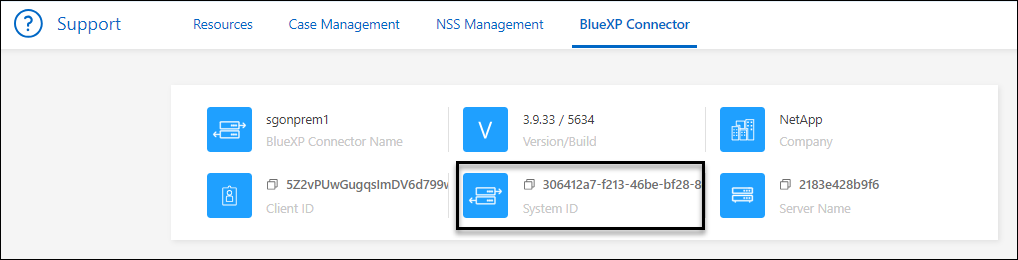 ? Support Resources Case Management NSS Management BlueXP Connector
sgonprem1
BlueXP Connector Name
V
3.9.33 / 5634
Version/Build
NetApp
Company
5Z2vPUwGugqsImDV6d799
Client ID
306412a7-f213-46be-bf28-8
System ID
2183e428b9f6
Server Name